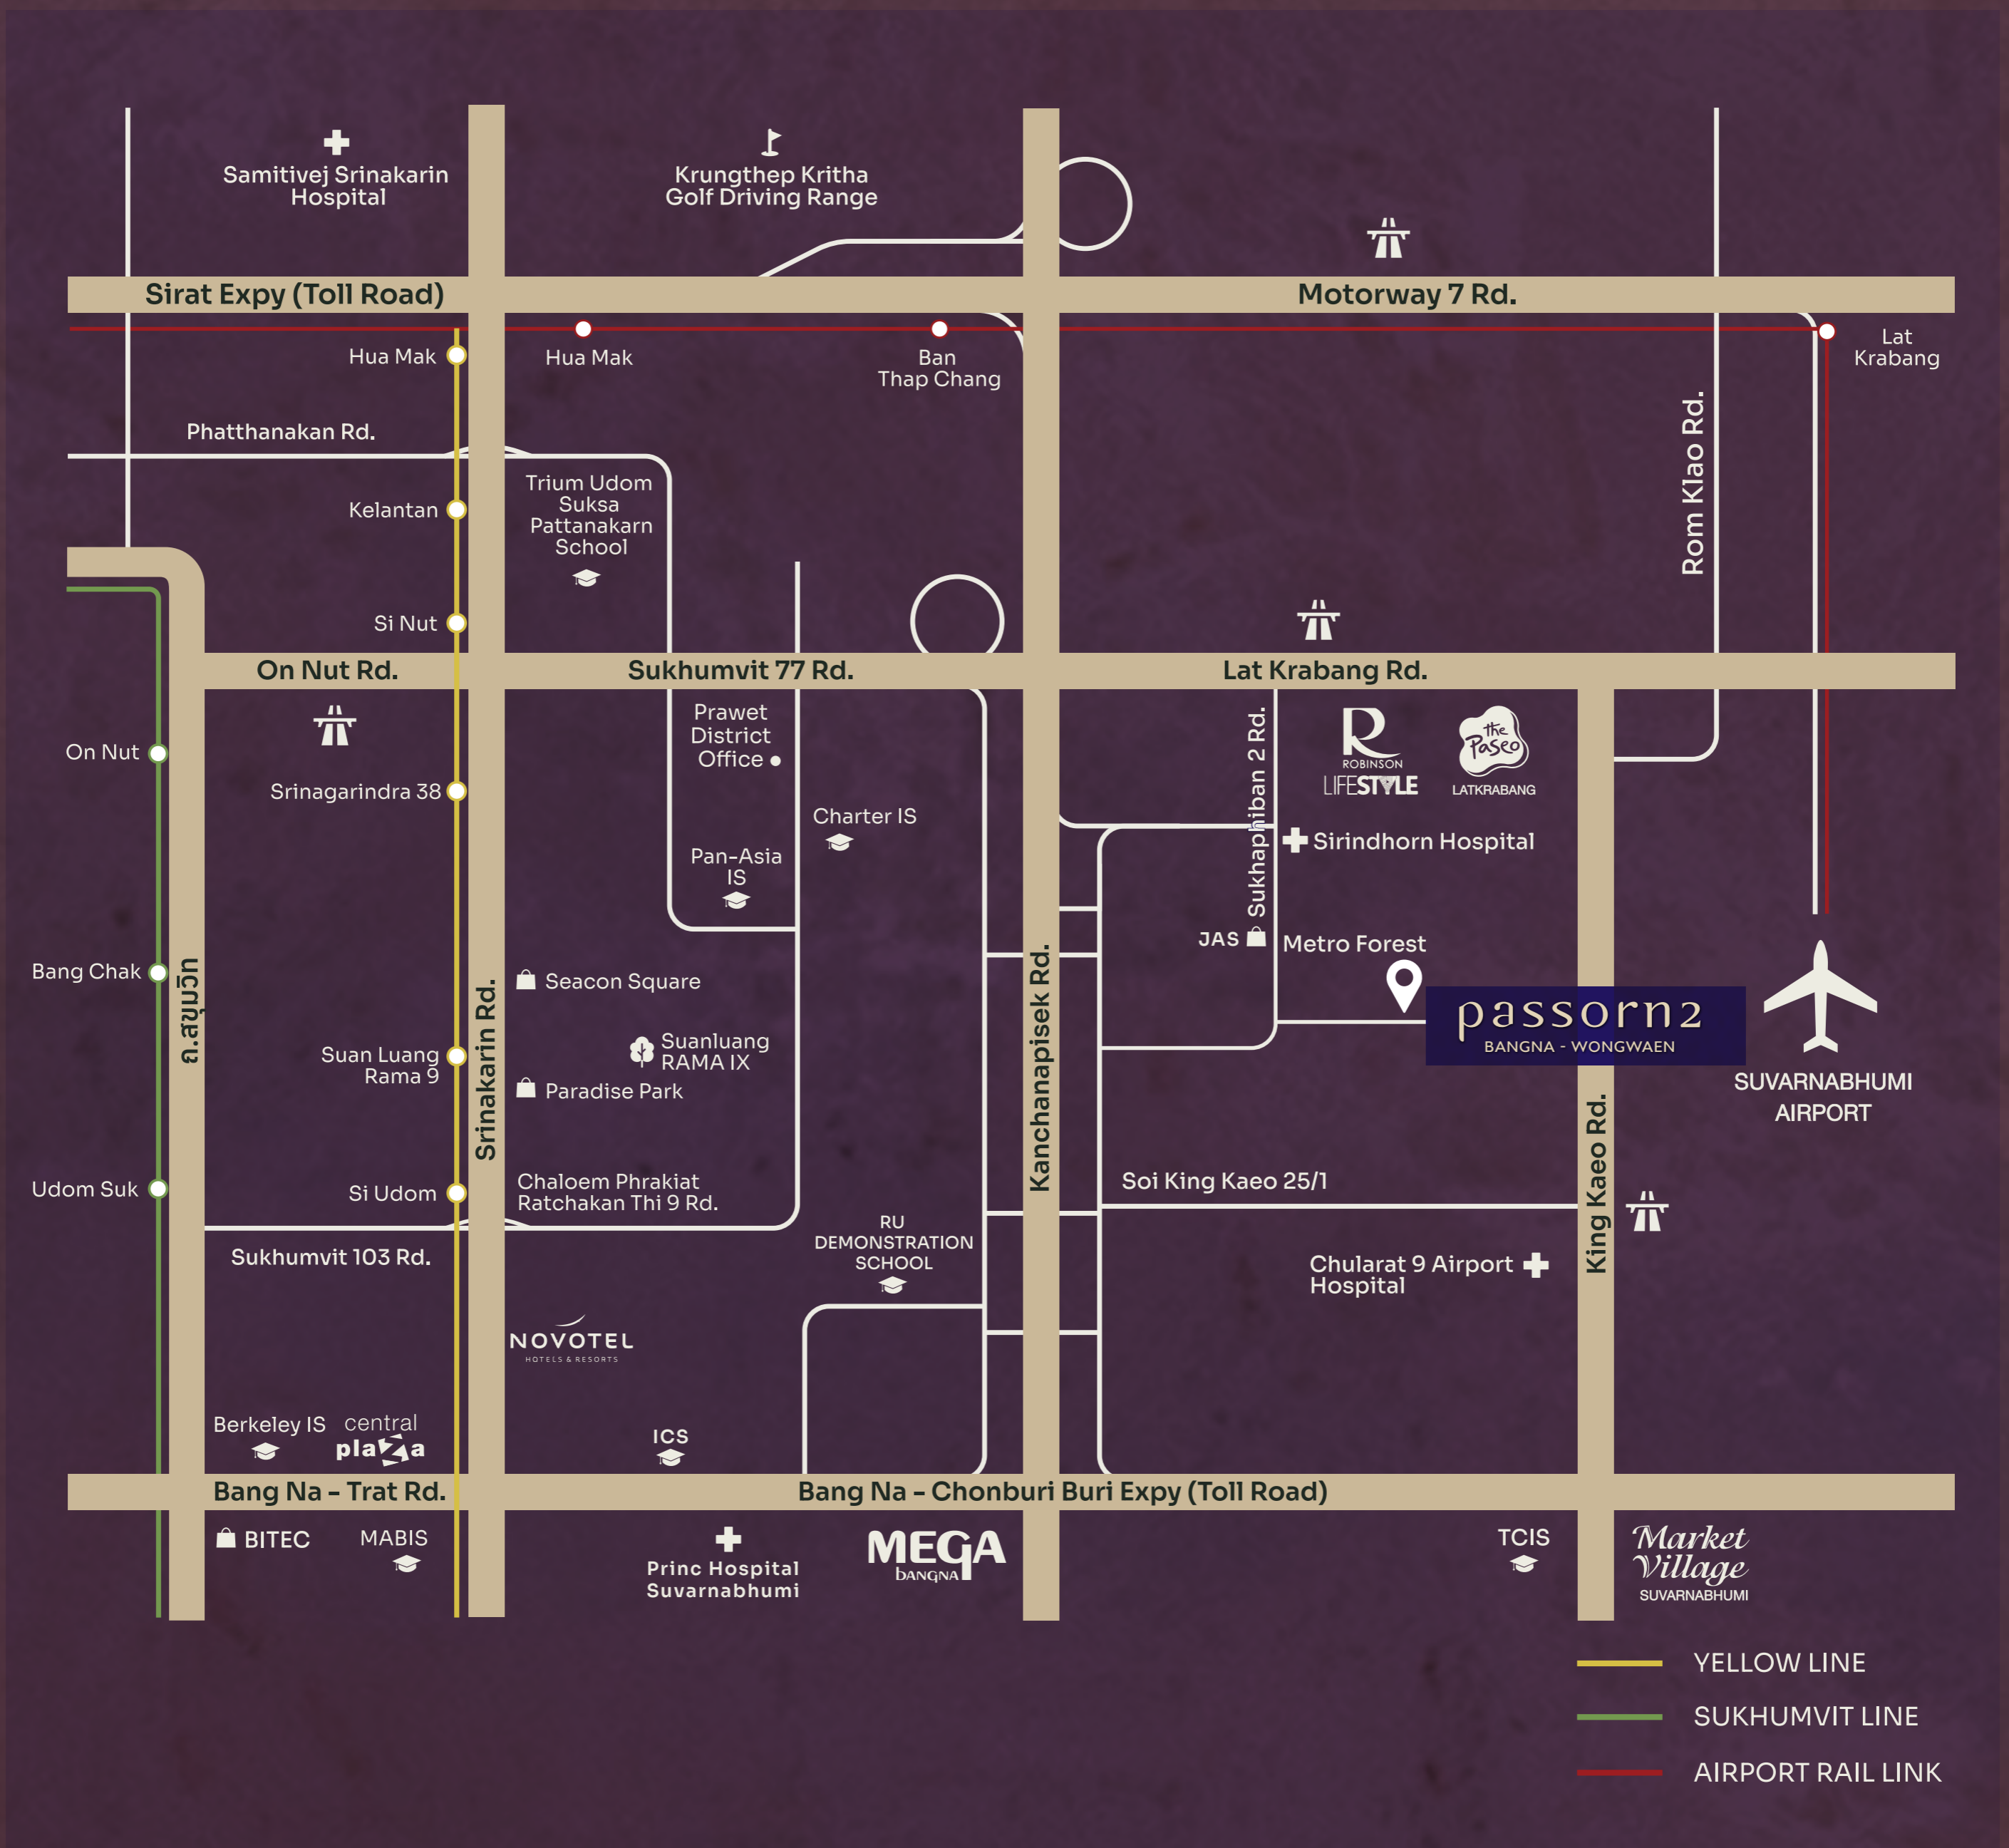 Samitivej Srinakarin
Hospital
Krungthep Kritha
Golf Driving Range
Sirat Expy (Toll Road)
Motorway 7 Rd.
Hua Mak
Hua Mak
Ban
Thap Chang
Lat
Krabang
Phatthanakan Rd.
Rom Klao Rd.
Kelantan
Trium Udom
Suksa
Pattanakarn
School
Si Nut
On Nut Rd.
Sukhumvit 77 Rd.
Lat Krabang Rd.
On Nut
Srinagarindra 38
Prawet
District
Office
Charter IS
Pan-Asia
IS
Sukhaphiban 2 Rd.
R
ROBINSON
LIFESTYLE
the
Paseo
LATKRABANG
Sirindhorn Hospital
JAS
Metro Forest
Bang Chak
ถ.สุขุมวิท
Srinakarin Rd.
Seacon Square
Suanluang
RAMA IX
Paradise Park
Suan Luang
Rama 9
Kanchanapisek Rd.
passorn2
BANGNA - WONGWAEN
SUVARNABHUMI
AIRPORT
King Kaeo Rd.
Udom Suk
Si Udom
Chaloem Phrakiat
Ratchakan Thi 9 Rd.
Soi King Kaeo 25/1
Sukhumvit 103 Rd.
RU
DEMONSTRATION
SCHOOL
Chularat 9 Airport
Hospital
NOVOTEL
HOTELS & RESORTS
Berkeley IS
central
plaza
ICS
Bang Na - Trat Rd.
Bang Na - Chonburi Buri Expy (Toll Road)
BITEC
MABIS
Princ Hospital
Suvarnabhumi
MEGA
BANGNA
TCIS
Market
Village
SUVARNABHUMI
YELLOW LINE
SUKHUMVIT LINE
AIRPORT RAIL LINK